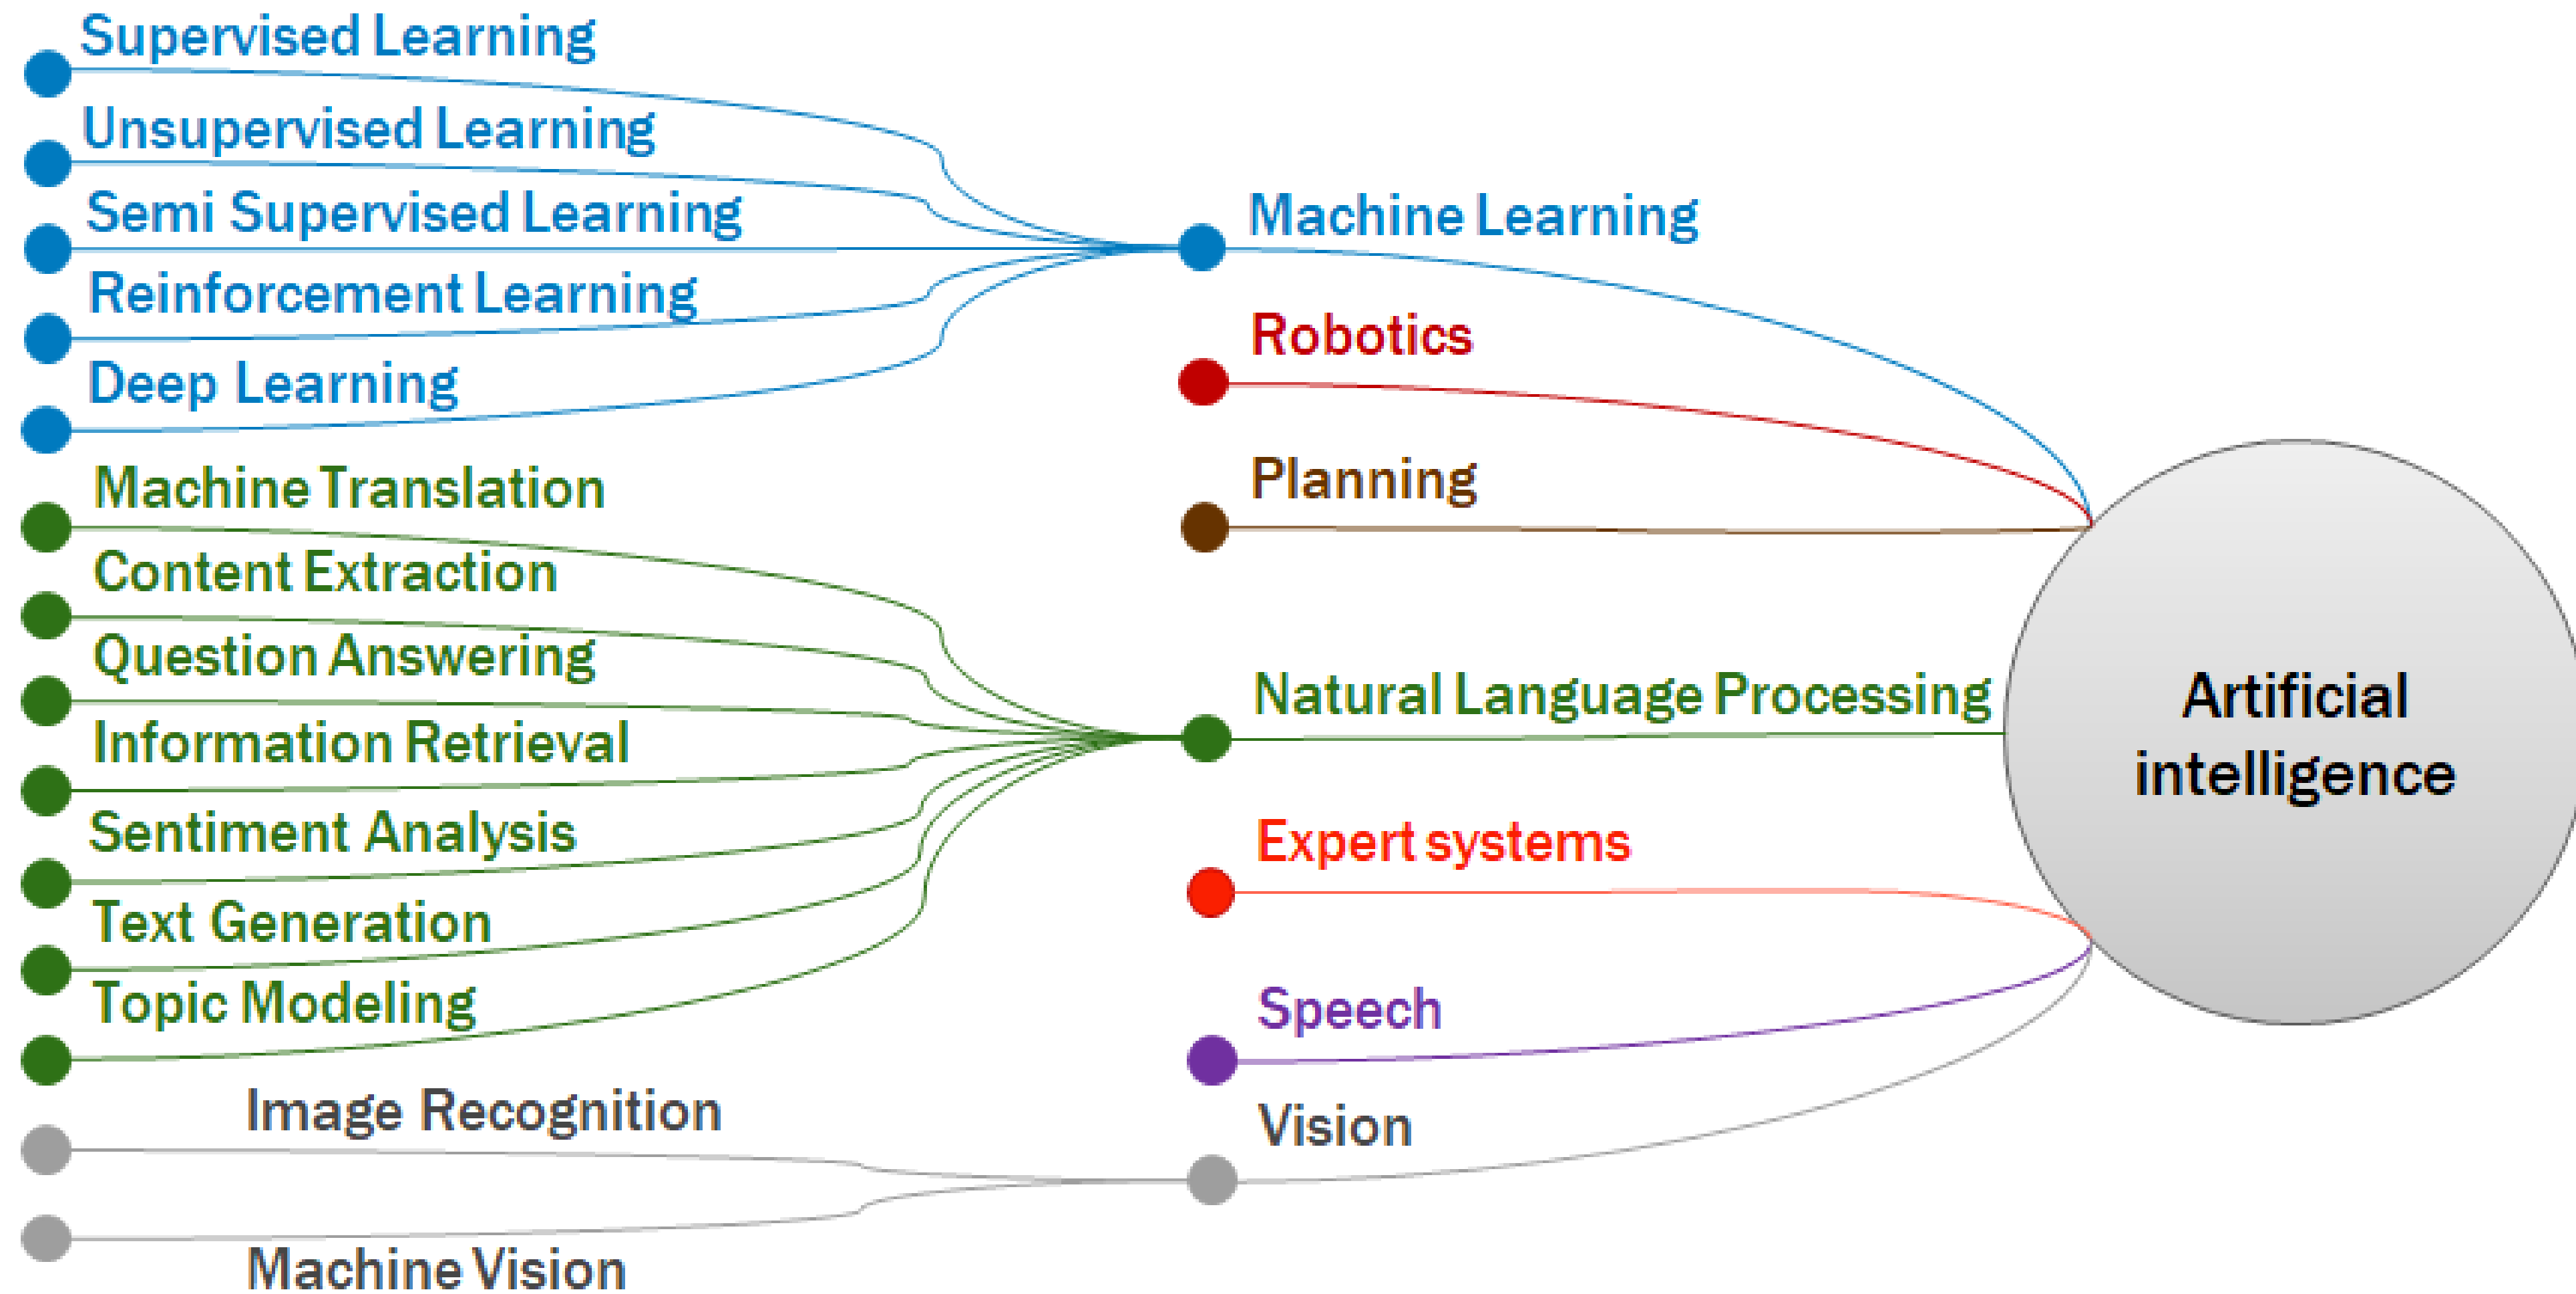 Supervised Learning
Unsupervised Learning
Semi Supervised Learning
Reinforcement Learning
Deep Learning
Machine Translation
Content Extraction
Question Answering
Information Retrieval
Sentiment Analysis
Text Generation
Topic Modeling
Image Recognition
Machine Vision
Machine Learning
Robotics
Planning
Natural Language Processing
Expert systems
Speech
Vision
Artificial
intelligence